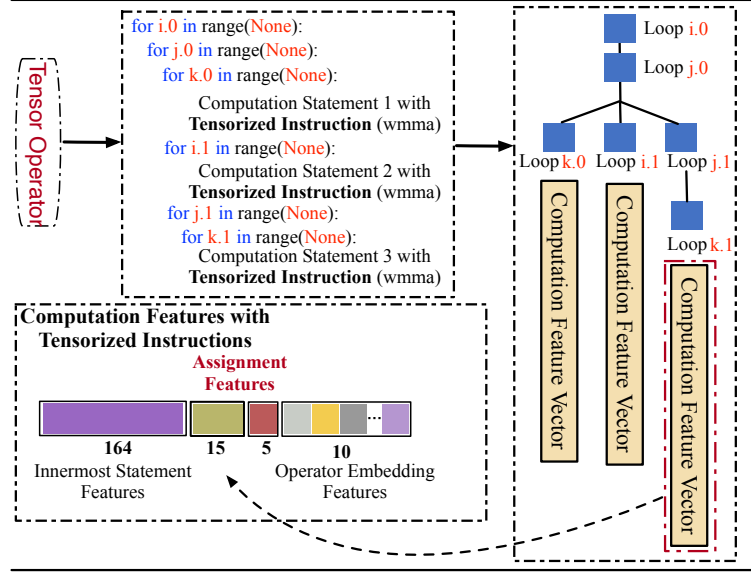 Tensor Operator
for i.0 in range(None):
for j.0 in range(None):
for k.0 in range(None):
Computation Statement 1 with
Tensorized Instruction (wmma)
for i.1 in range(None):
Computation Statement 2 with
Tensorized Instruction (wmma)
for j.1 in range(None):
for k.1 in range(None):
Computation Statement 3 with
Tensorized Instruction (wmma)
Loop i.0
Loop j.0
Loop k.0
Loop i.1
Loop j.1
Loop k.1
Computation Feature Vector
Computation Feature Vector
Computation Feature Vector
Computation Features with
Tensorized Instructions
Assignment
Features
...
164
15
5
10
Innermost Statement
Features
Operator Embedding
Features